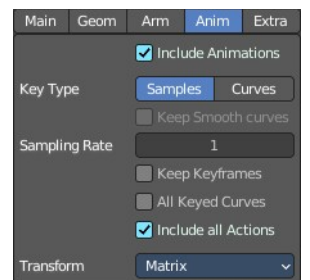 Main Geom Arm Anim Extra
Include Animations
Key Type Samples Curves
Keep Smooth curves
Sampling Rate 1
Keep Keyframes
All Keyed Curves
Include all Actions
Transform Matrix